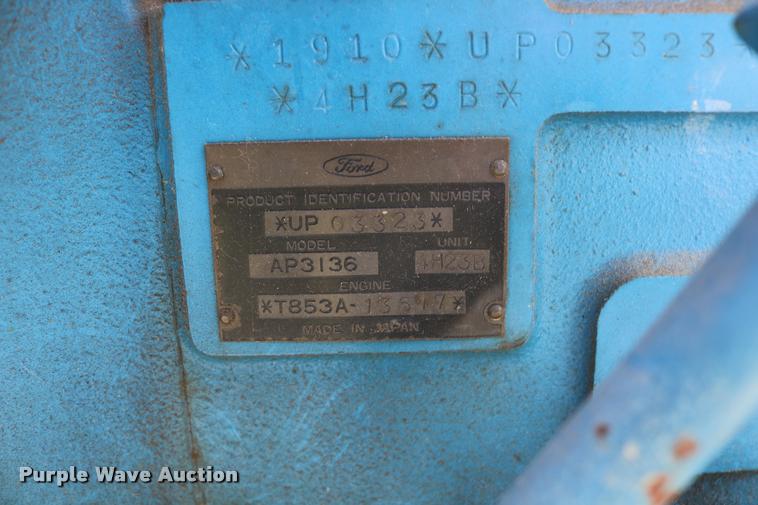 *1910*UP03323*
*4H23B*
Ford
PRODUCT IDENTIFICATION NUMBER
*UP 03323*
MODEL UNIT
AP3136 4H23B
ENGINE
*T853A-
MADE IN JAPAN
Purple Wave Auction